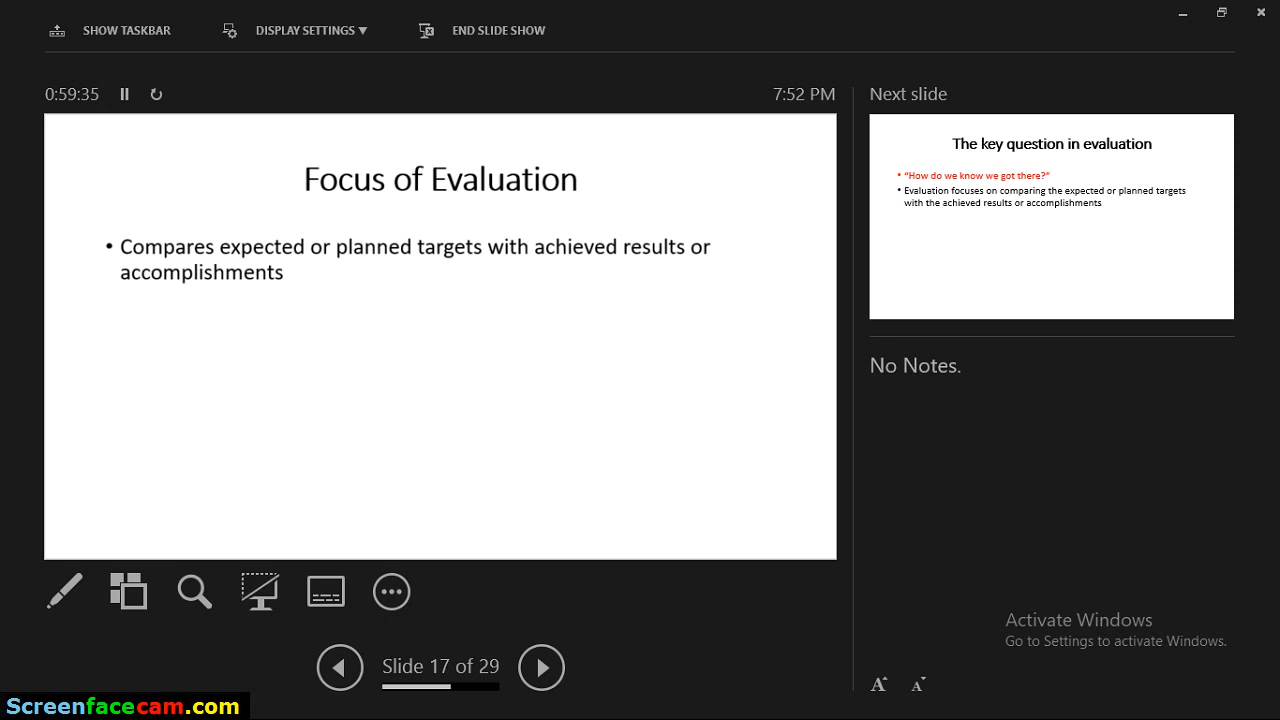 SHOW TASKBAR
DISPLAY SETTINGS ▼
END SLIDE SHOW
0:59:35
7:52 PM
Focus of Evaluation
• Compares expected or planned targets with achieved results or
accomplishments
Slide 17 of 29
Next slide
The key question in evaluation
• “How do we know we got there?”
• Evaluation focuses on comparing the expected or planned targets
with the achieved results or accomplishments
No Notes.
Activate Windows
Go to Settings to activate Windows.
A A
Screenfacecam.com